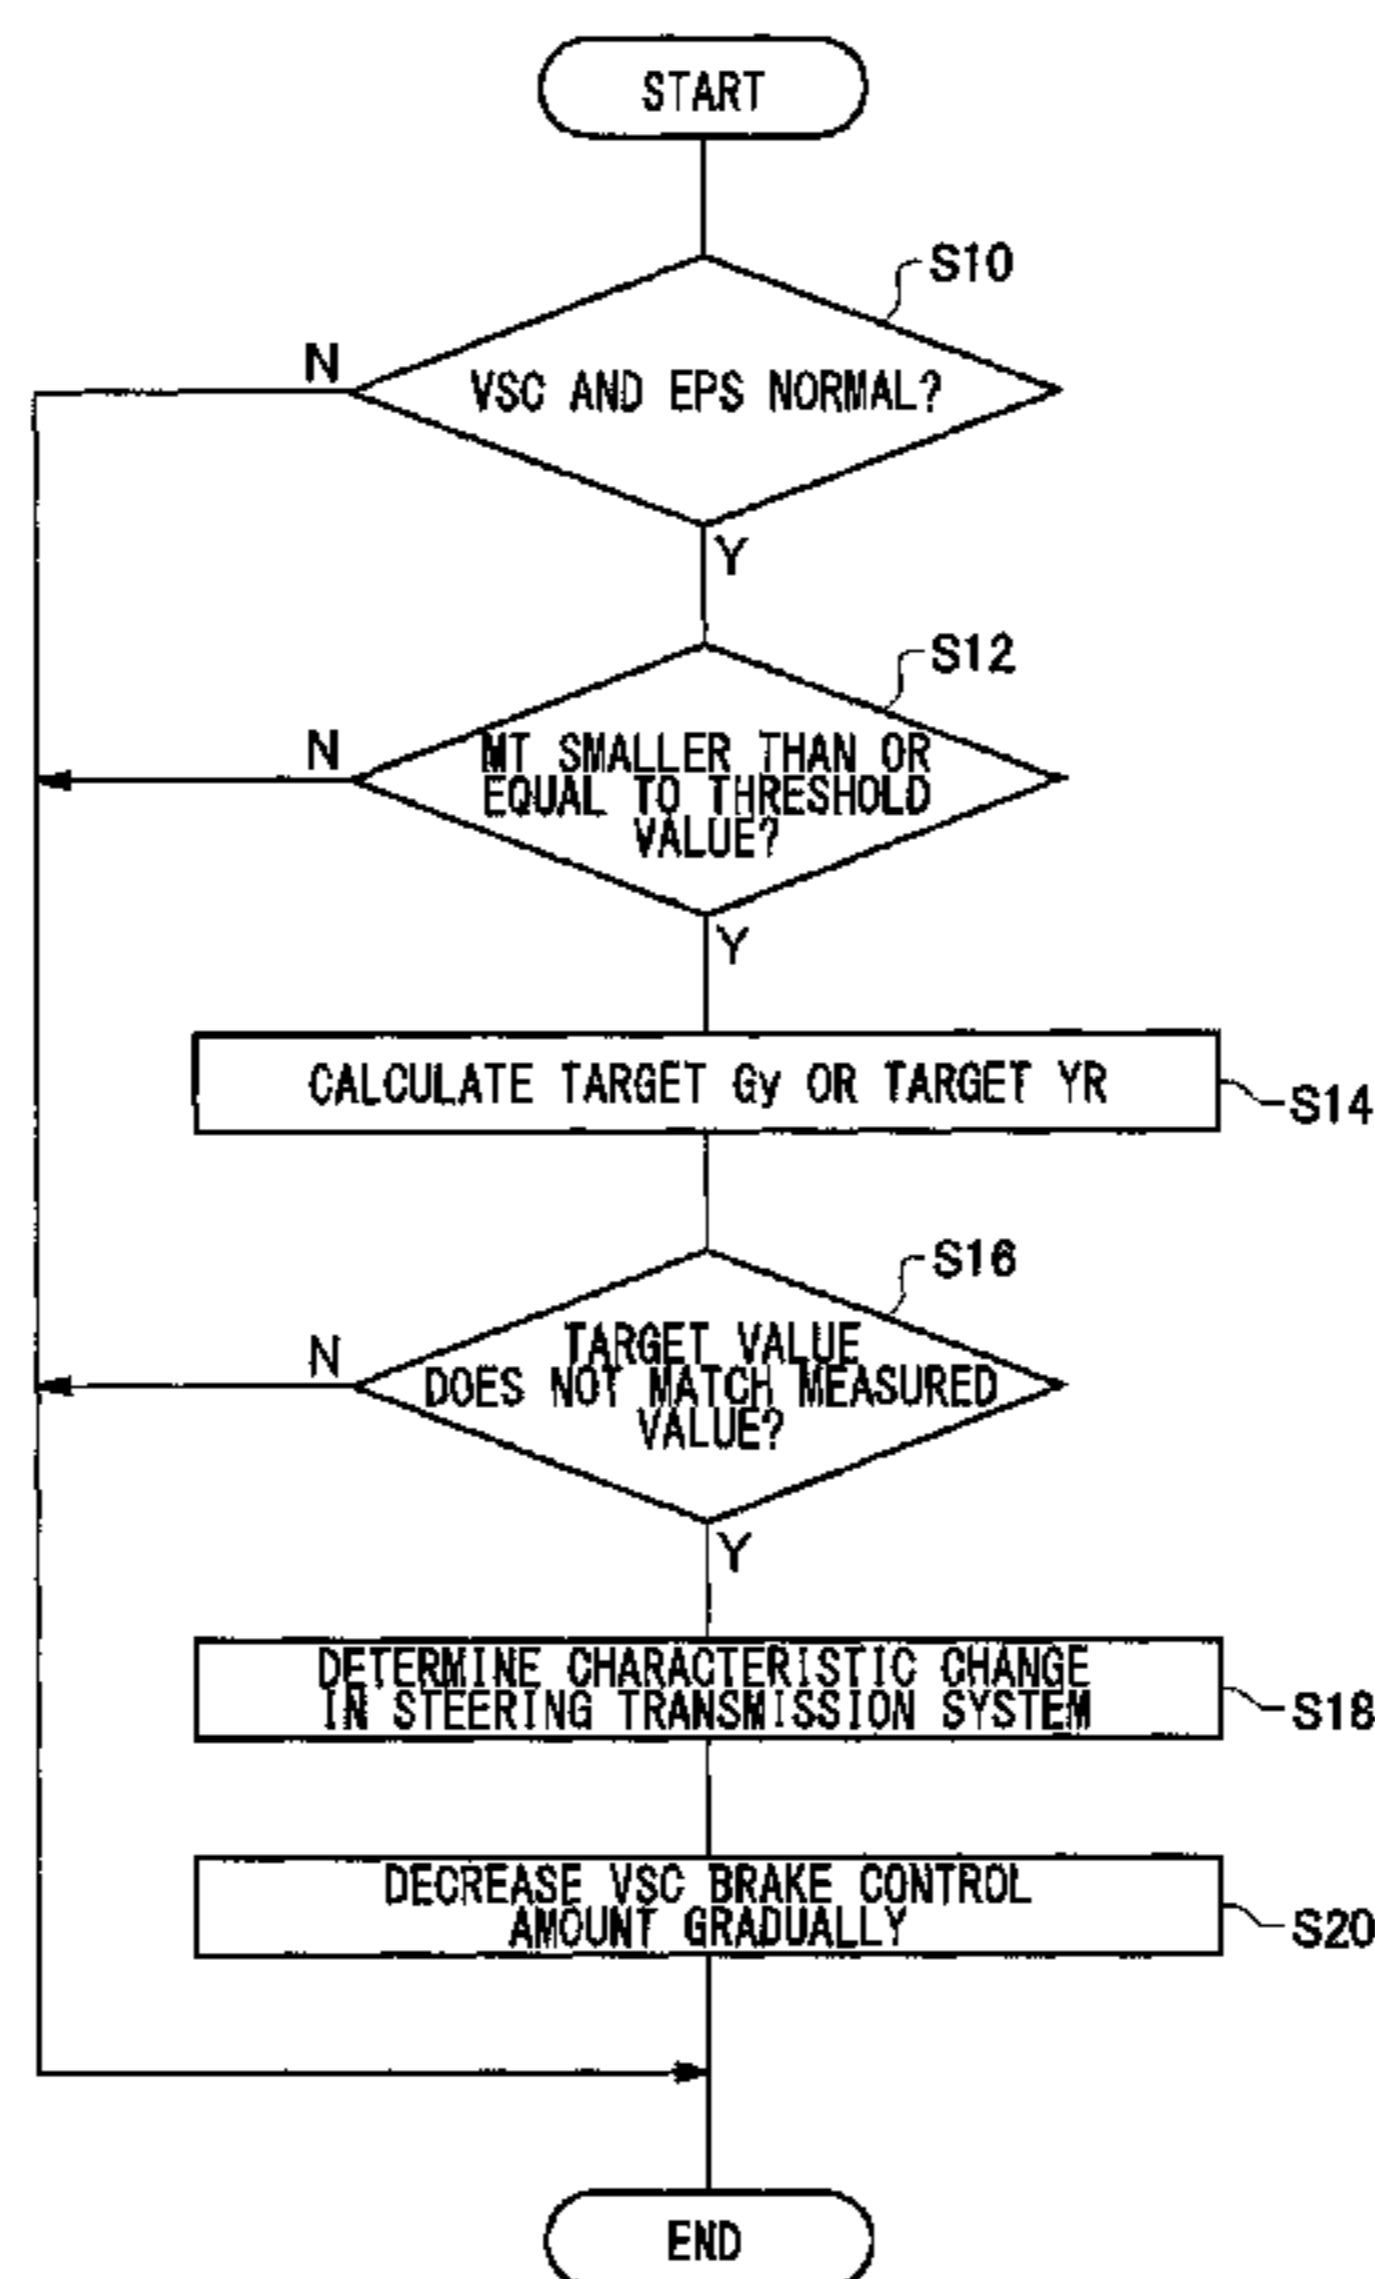 START
S10
N
VSC AND EPS NORMAL?
Y
S12
N
MT SMALLER THAN OR
EQUAL TO THRESHOLD
VALUE?
Y
CALCULATE TARGET Gy OR TARGET YR
S14
S16
N
TARGET VALUE
DOES NOT MATCH MEASURED
VALUE?
Y
DETERMINE CHARACTERISTIC CHANGE
IN STEERING TRANSMISSION SYSTEM
S18
DECREASE VSC BRAKE CONTROL
AMOUNT GRADUALLY
S20
END